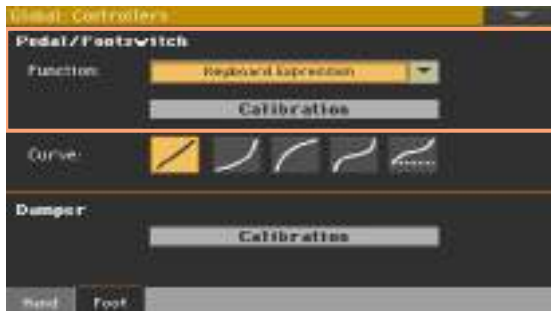 Global Controllers
Pedal/Footswitch
Function:
Keyboard Expression
Calibration
Curve:
Damper
Calibration
Hand
Foot